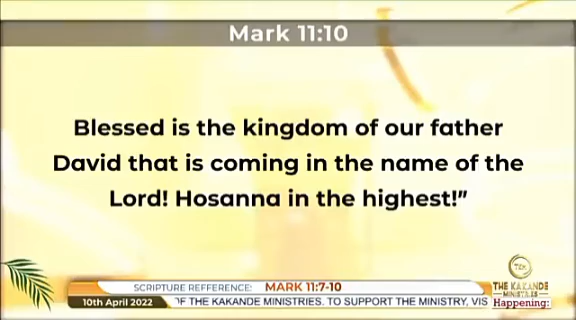 Mark 11:10
Blessed is the kingdom of our father
David that is coming in the name of the
Lord! Hosanna in the highest!”
SCRIPTURE REFFERENCE: MARK 11:7-10
THE KAKANDE
MINISTRIES
10th April 2022 OF THE KAKANDE MINISTRIES. TO SUPPORT THE MINISTRY, VIS Happening: